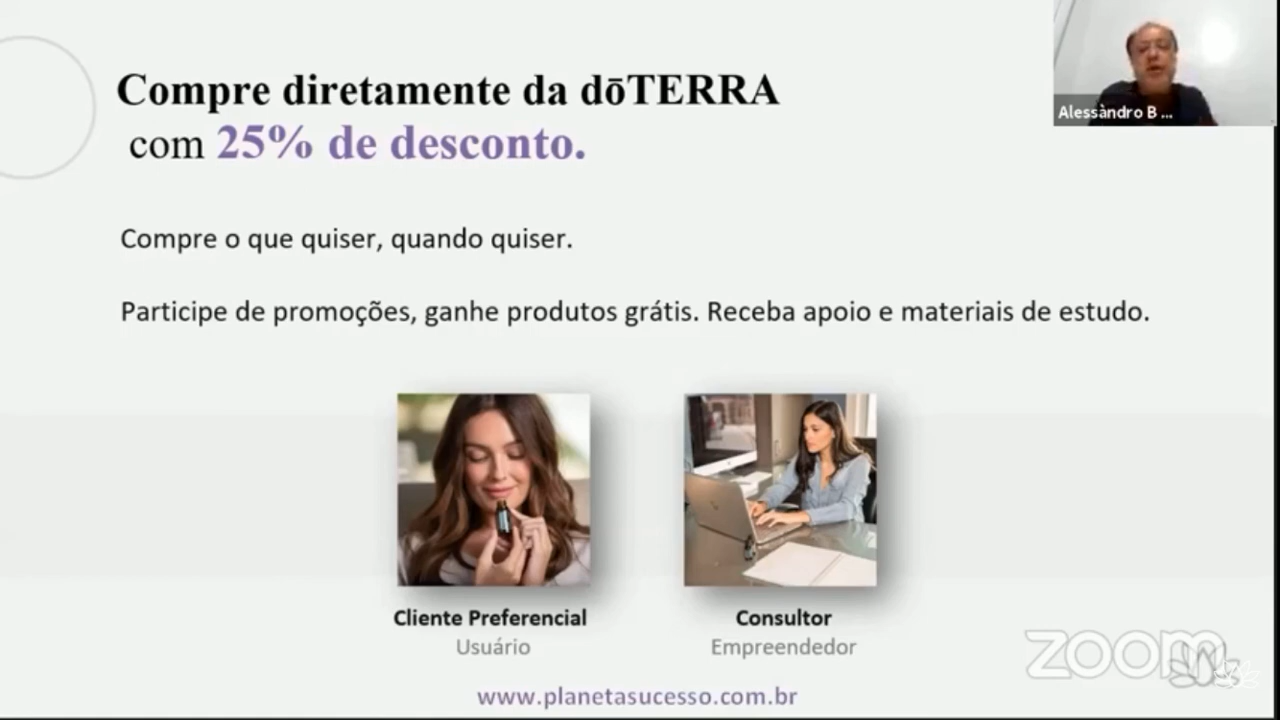 Compre diretamente da dōTERRA
com 25% de desconto.
Alessàndro B ...
Compre o que quiser, quando quiser.
Participe de promoções, ganhe produtos grátis. Receba apoio e materiais de estudo.
Cliente Preferencial
Usuário
Consultor
Empreendedor
zoom
www.planetasucesso.com.br